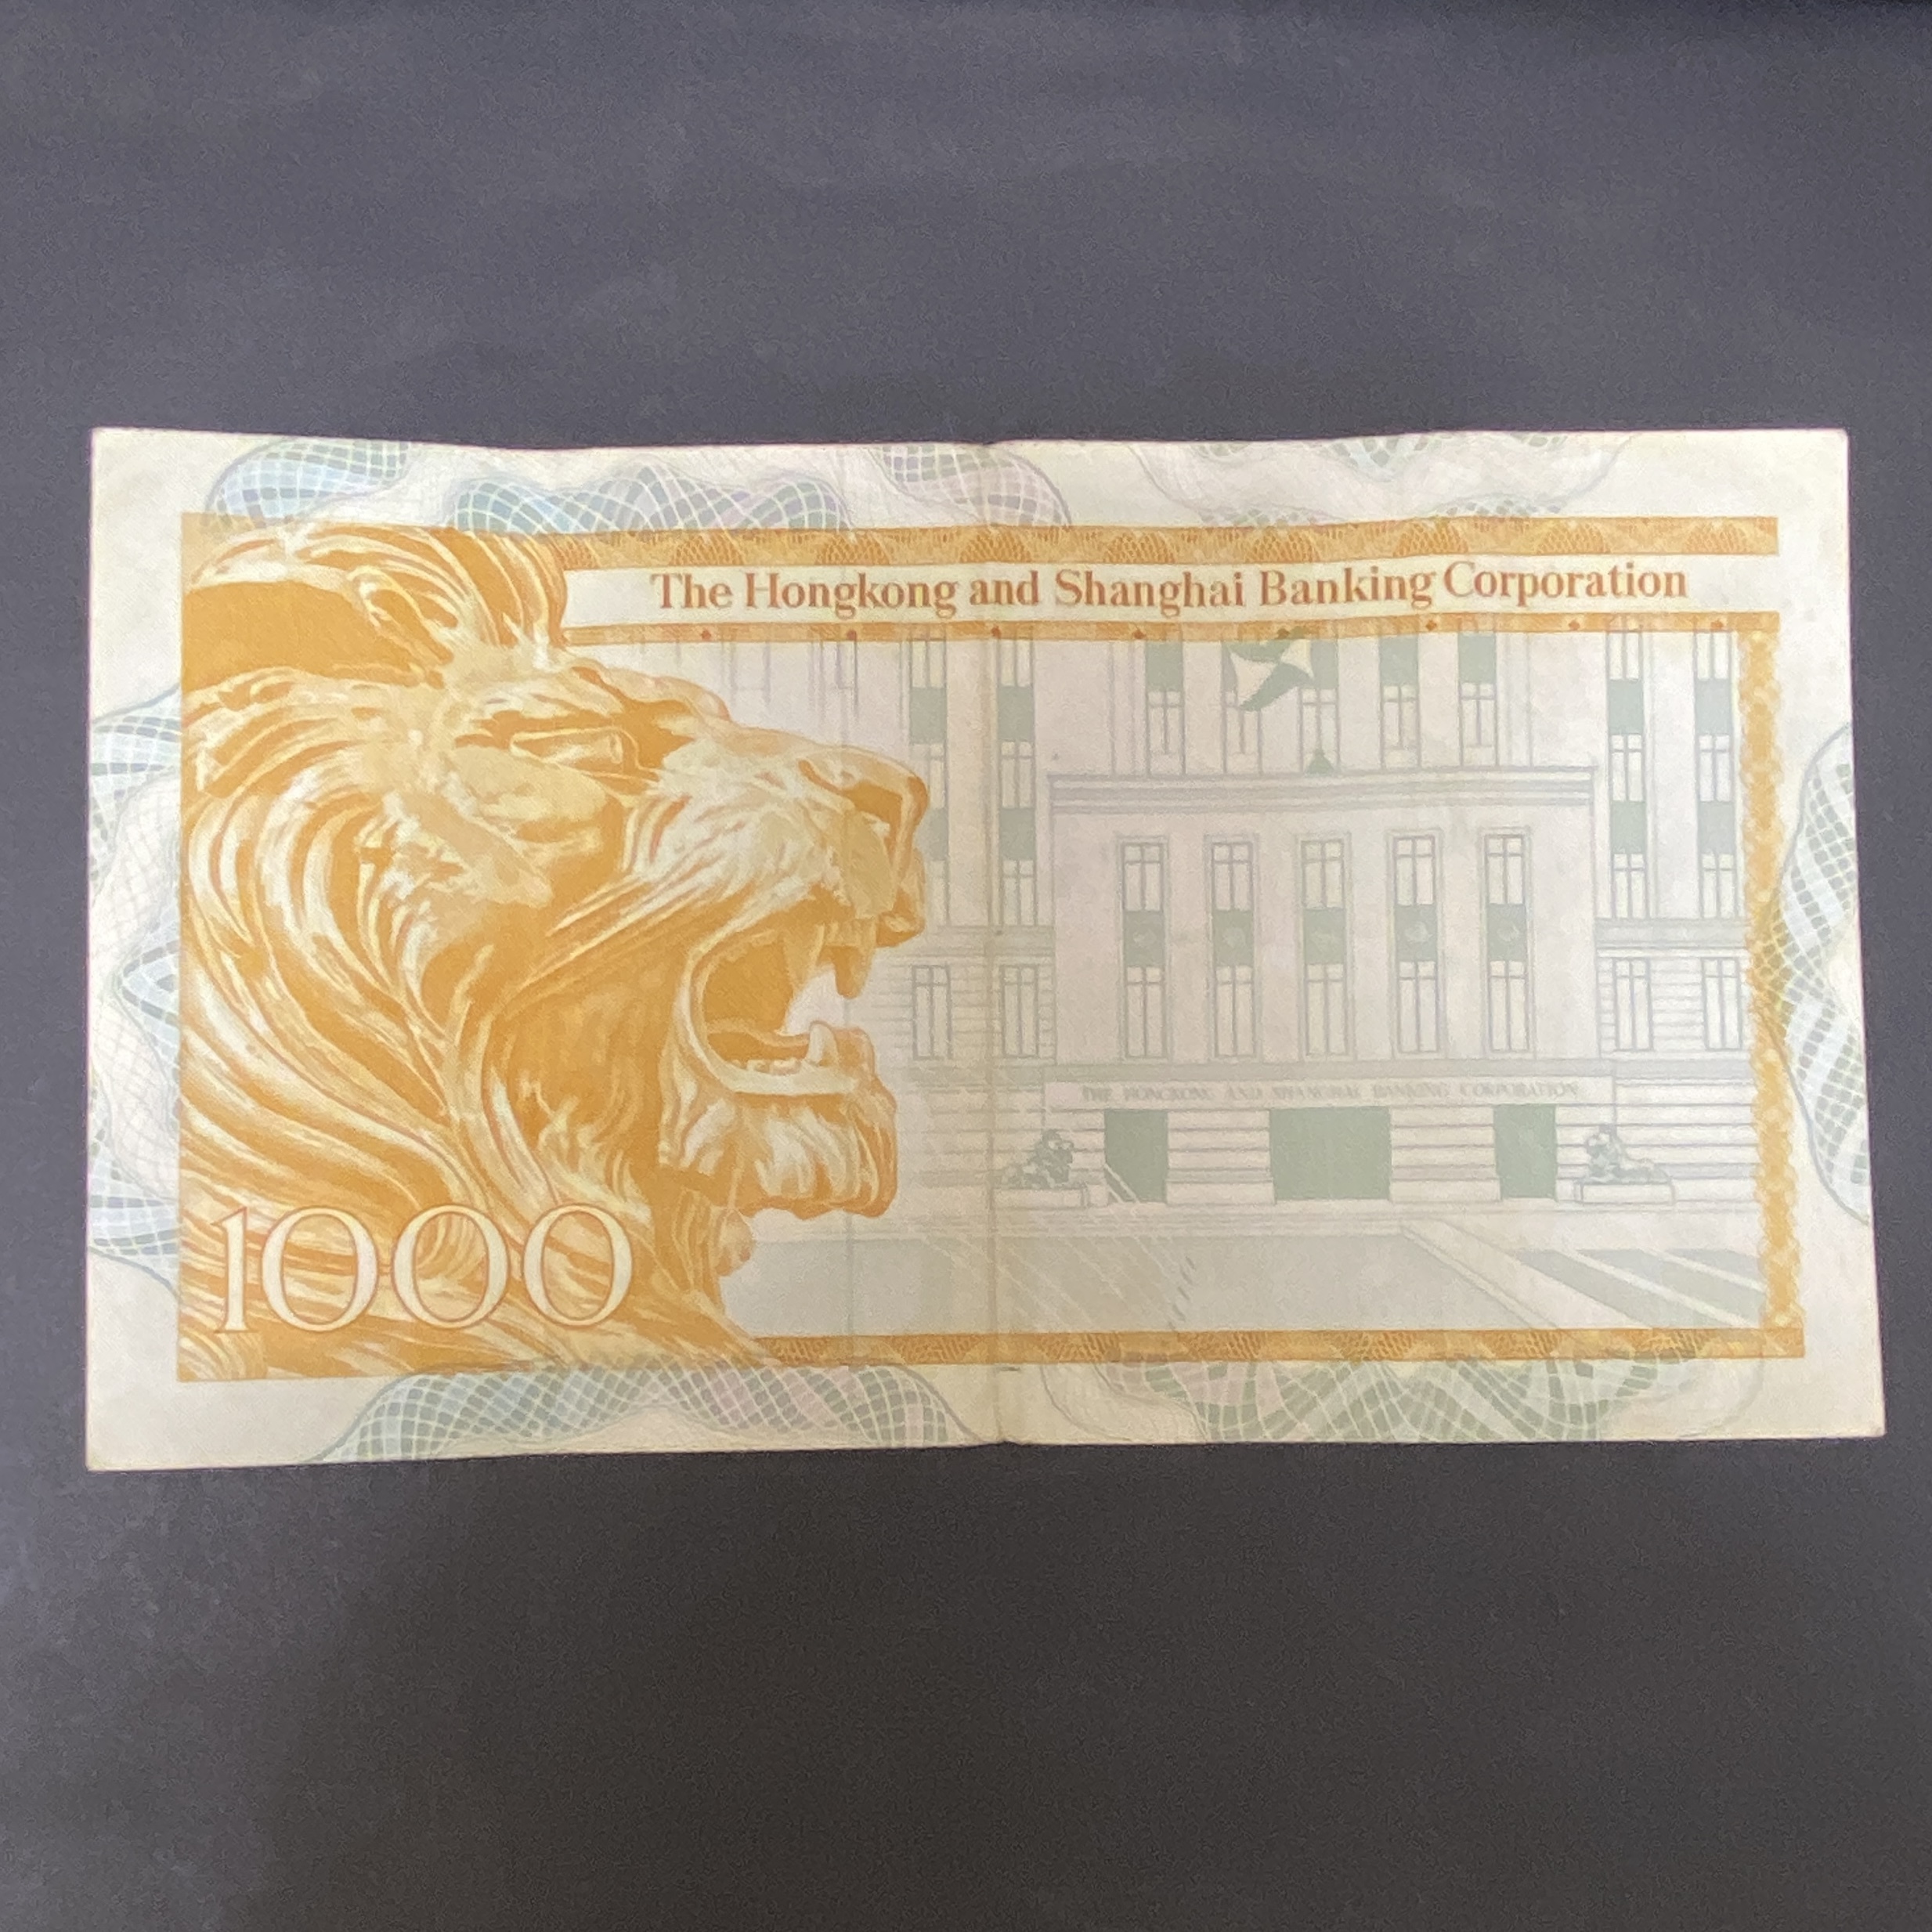 The Hongkong and Shanghai Banking Corporation
THE HONGKONG AND SHANGHAI BANKING CORPORATION
1000